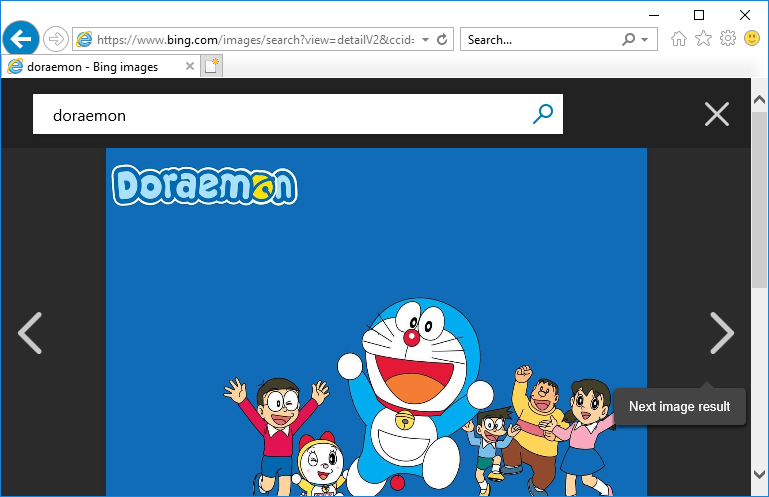 https://www.bing.com/images/search?view=detailV2&ccid=
Search...
doraemon - Bing images
doraemon
Doraemon
Next image result